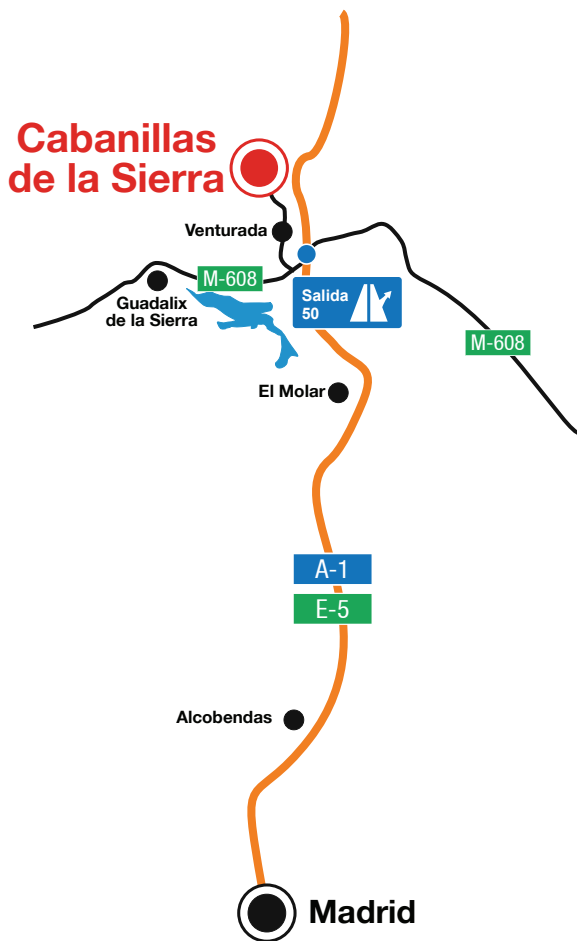 Cabanillas
de la Sierra
Venturada
M-608
Guadalix
de la Sierra
Salida
50
M-608
El Molar
A-1
E-5
Alcobendas
Madrid